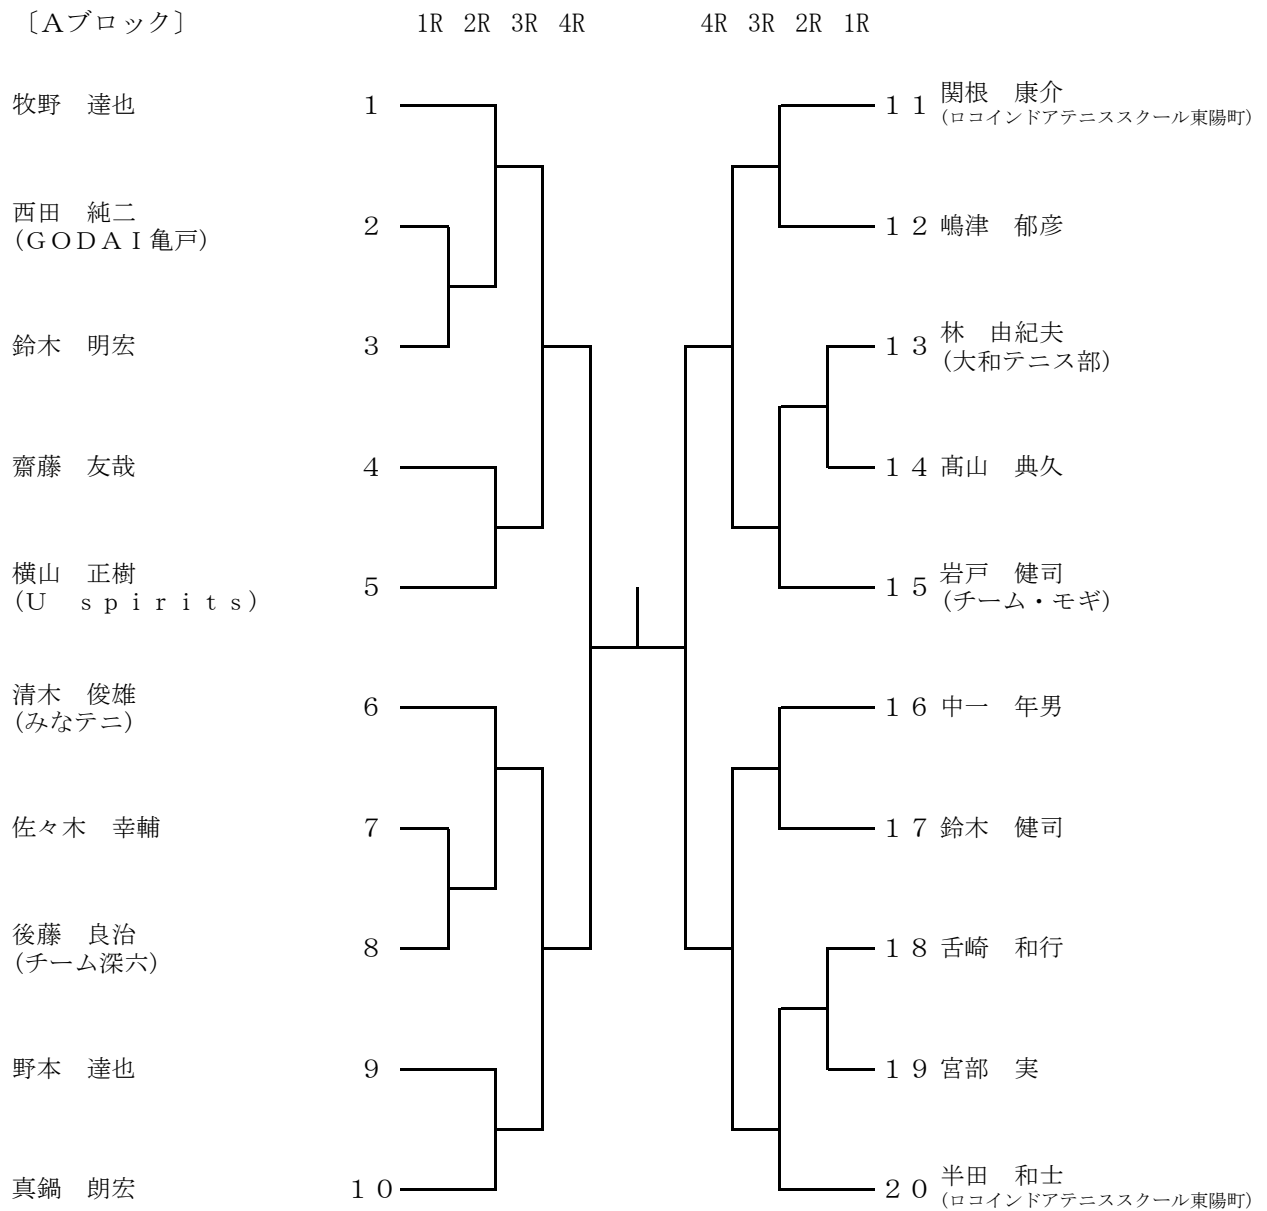 〔Aブロック〕 1R 2R 3R 4R 4R 3R 2R 1R
牧野　達也 1
西田　純二 2
(GODAI亀戸)
鈴木　明宏 3
齋藤　友哉 4
横山　正樹 5
(U　spirits)
清木　俊雄 6
(みなテニ)
佐々木　幸輔 7
後藤　良治 8
(チーム深六)
野本　達也 9
真鍋　朗宏 10
11 関根　康介
(ロコインドアテニススクール東陽町)
12 嶋津　郁彦
13 林　由紀夫
(大和テニス部)
14 髙山　典久
15 岩戸　健司
(チーム・モギ)
16 中一　年男
17 鈴木　健司
18 舌崎　和行
19 宮部　実
20 半田　和士
(ロコインドアテニススクール東陽町)